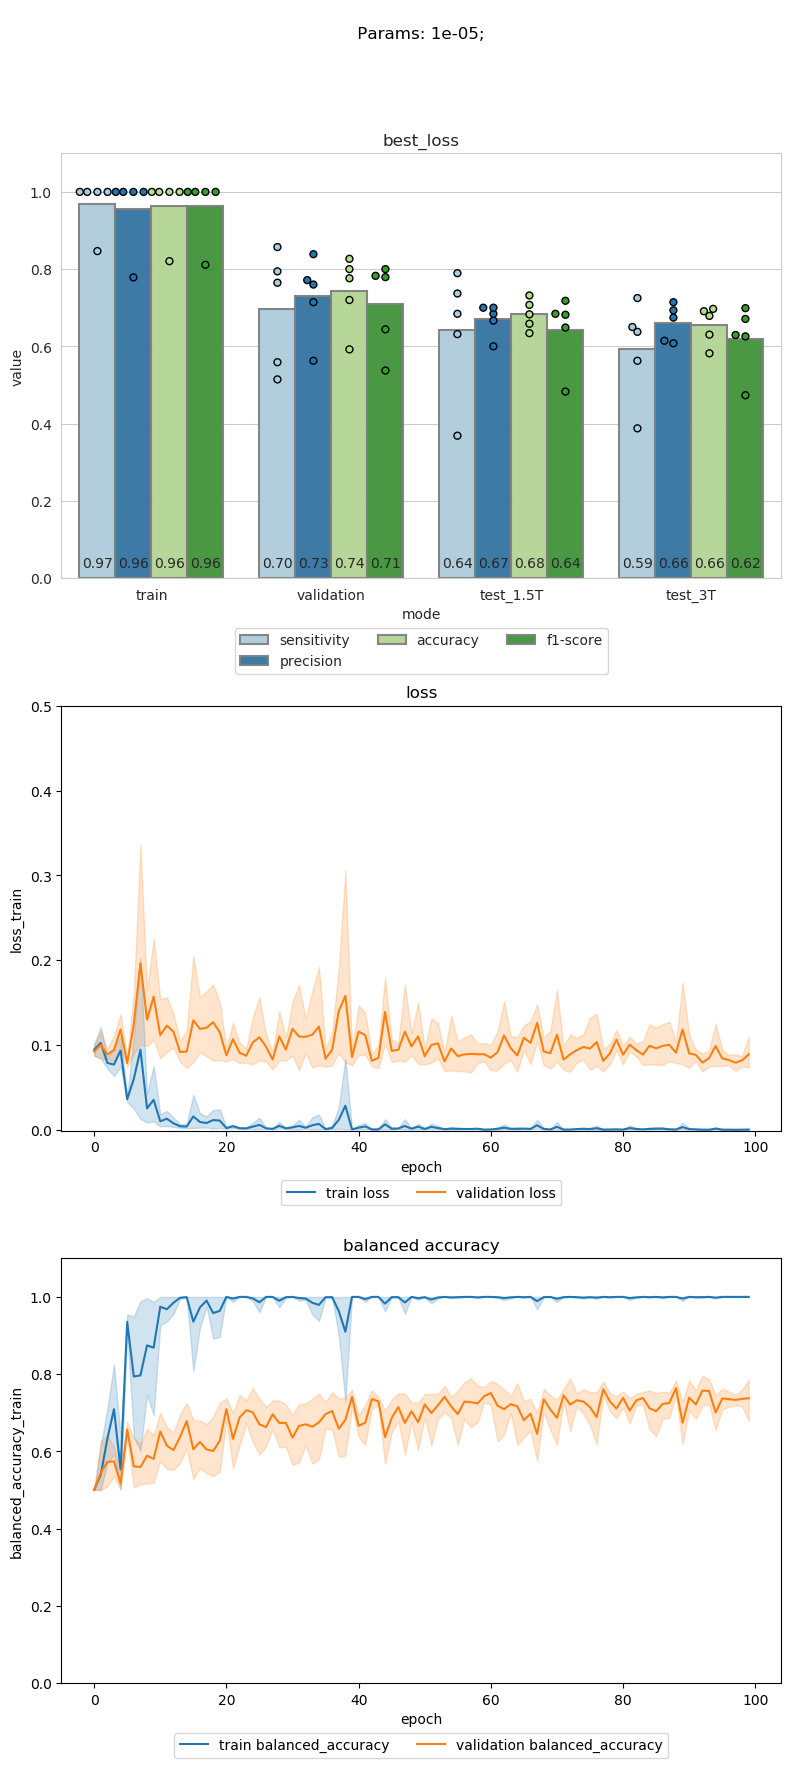 Params: 1e-05;
best_loss
value
1.0
0.8
0.6
0.4
0.2
0.0
0.97 0.96 0.96 0.96 0.70 0.73 0.74 0.71 0.64 0.67 0.68 0.64 0.59 0.66 0.66 0.62
train validation test_1.5T test_3T
mode
sensitivity accuracy f1-score
precision
loss
loss_train
0.5
0.4
0.3
0.2
0.1
0.0
0 20 40 60 80 100
epoch
train loss validation loss
balanced accuracy
balanced_accuracy_train
1.0
0.8
0.6
0.4
0.2
0.0
0 20 40 60 80 100
epoch
train balanced_accuracy validation balanced_accuracy